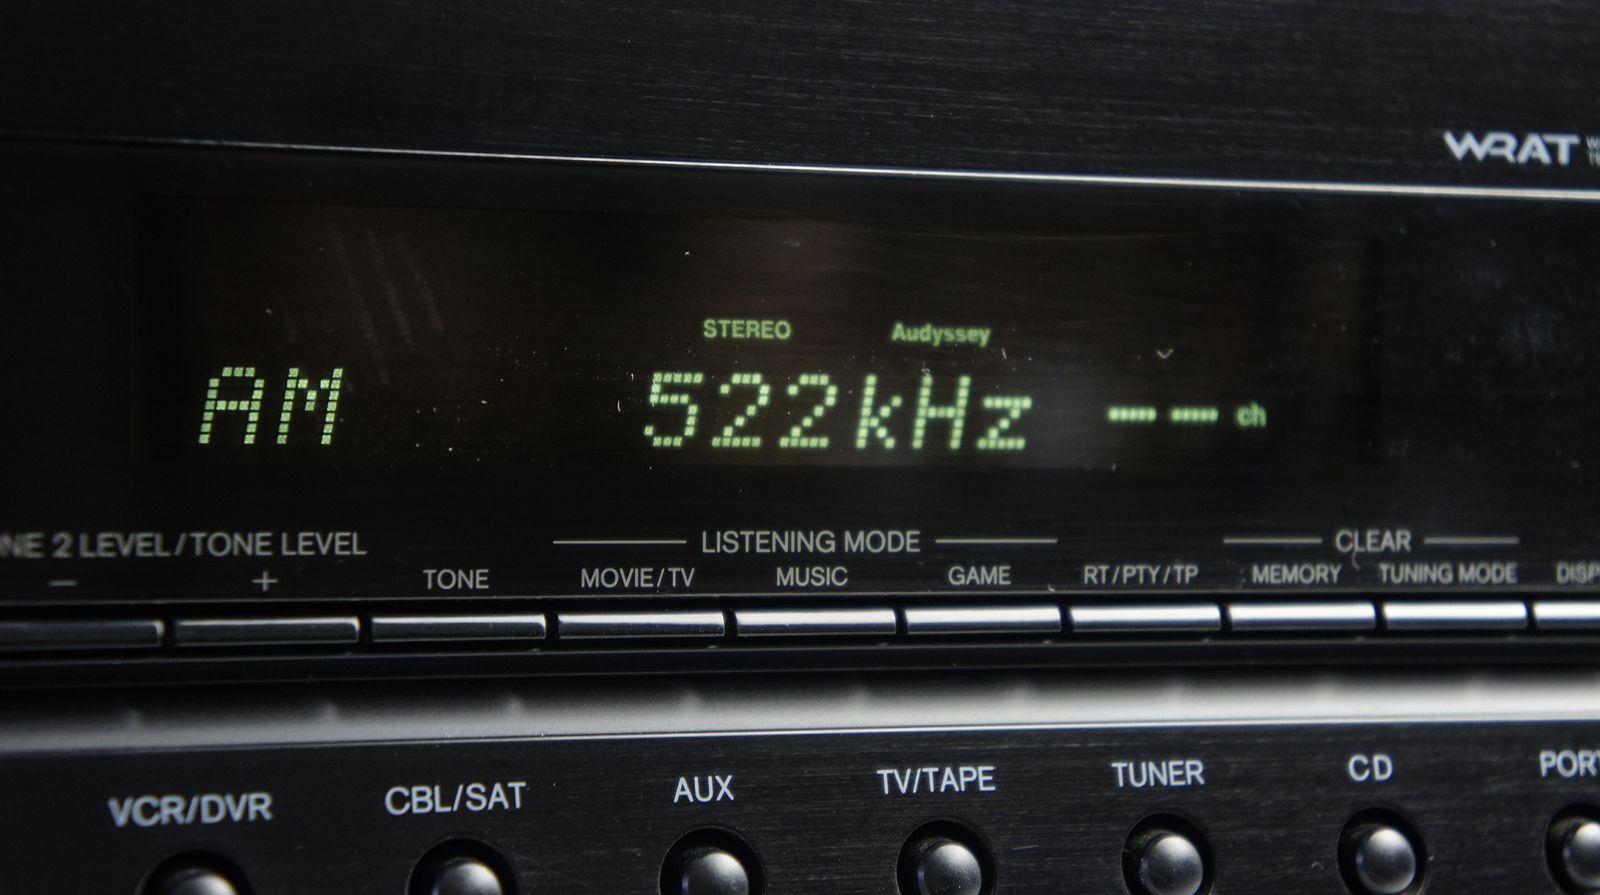 WRAT
STEREO Audyssey
AM 522kHz -- -- ch
2 LEVEL/TONE LEVEL
LISTENING MODE
CLEAR
− + TONE MOVIE/TV MUSIC GAME RT/PTY/TP MEMORY TUNING MODE
VCR/DVR CBL/SAT AUX TV/TAPE TUNER CD